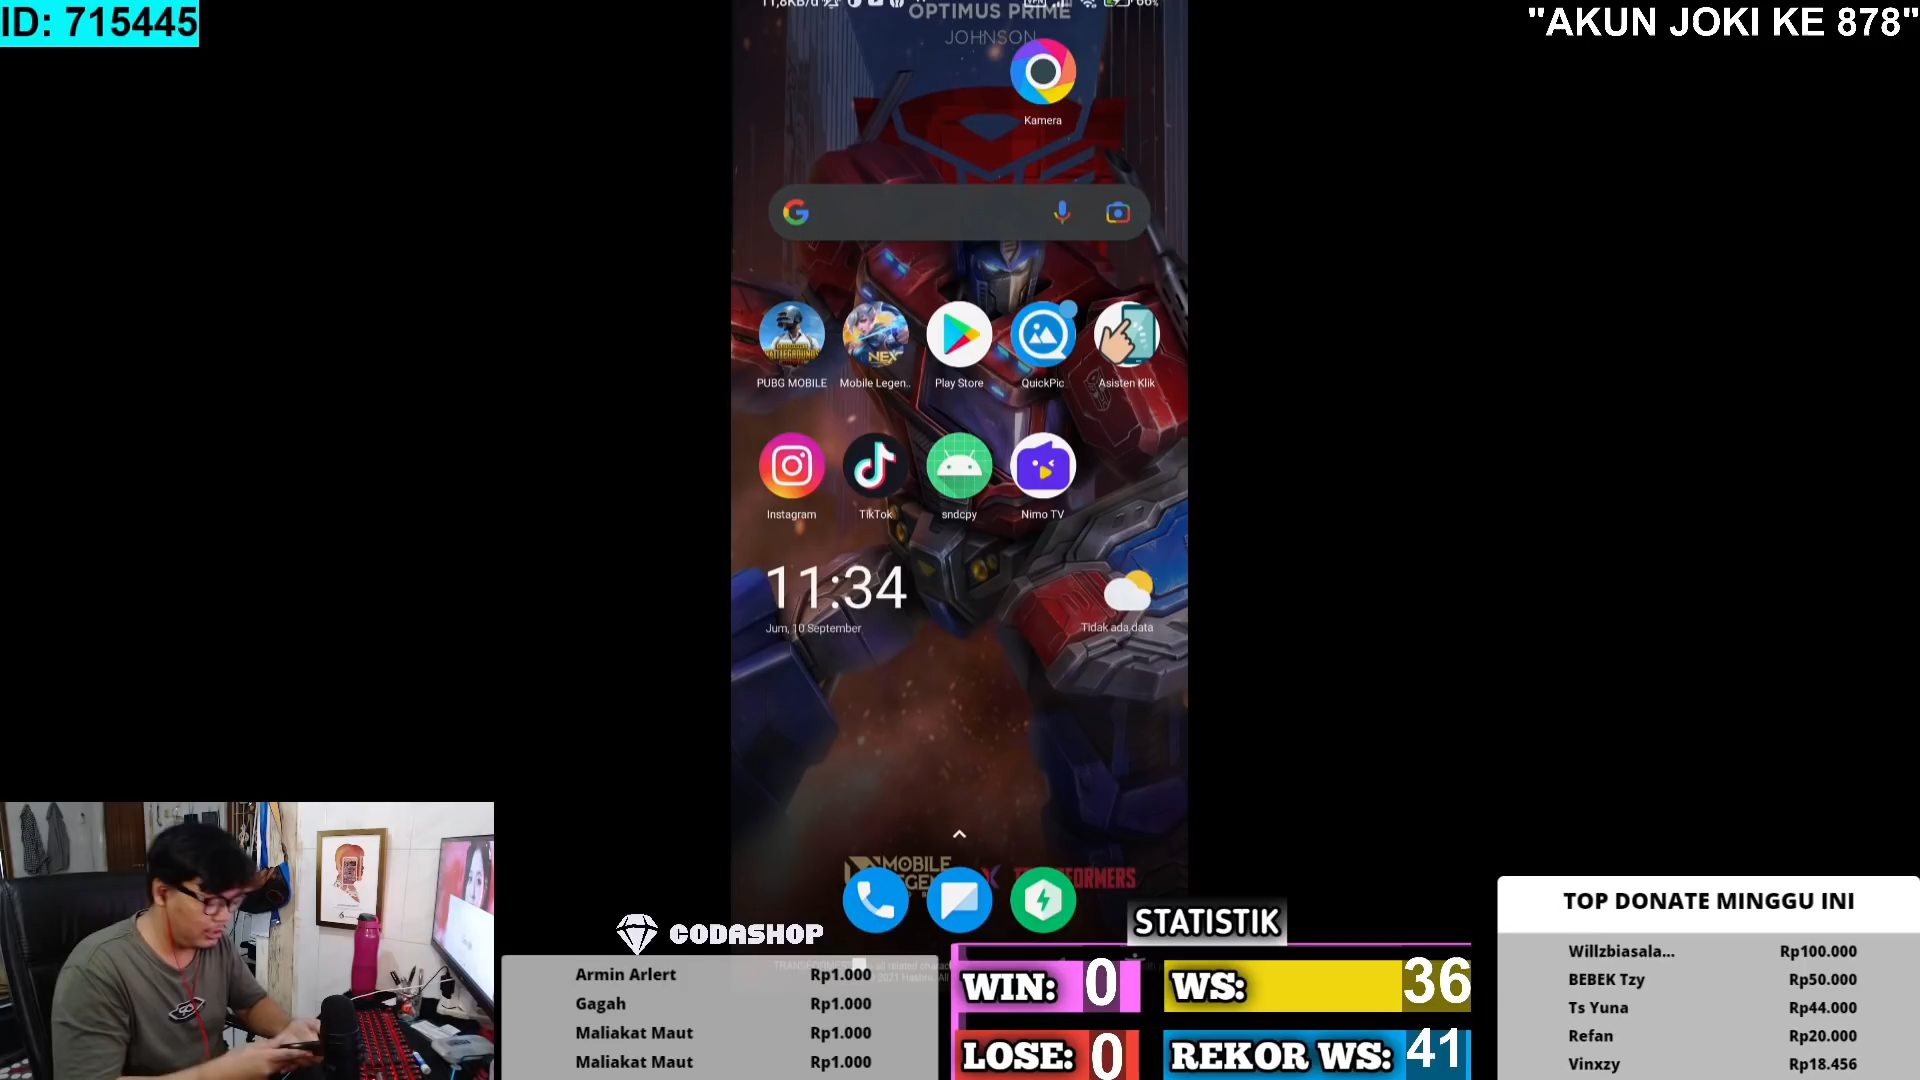 ID: 715445
"AKUN JOKI KE 878"
OPTIMUS PRIME
JOHNSON
Kamera
PUBG MOBILE
Mobile Legen..
Play Store
QuickPic
Asisten Klik
NEXT
Instagram
TikTok
sndcpy
Nimo TV
11:34
Jum, 10 September
Tidak ada data
MOBILE
STATISTIK
CODASHOP
Armin Arlert Rp1.000
Gagah Rp1.000
Maliakat Maut Rp1.000
Maliakat Maut Rp1.000
WIN: 0
WS: 36
LOSE: 0
REKOR WS: 41
TOP DONATE MINGGU INI
Willzbiasala... Rp100.000
BEBEK Tzy Rp50.000
Ts Yuna Rp44.000
Refan Rp20.000
Vinxzy Rp18.456